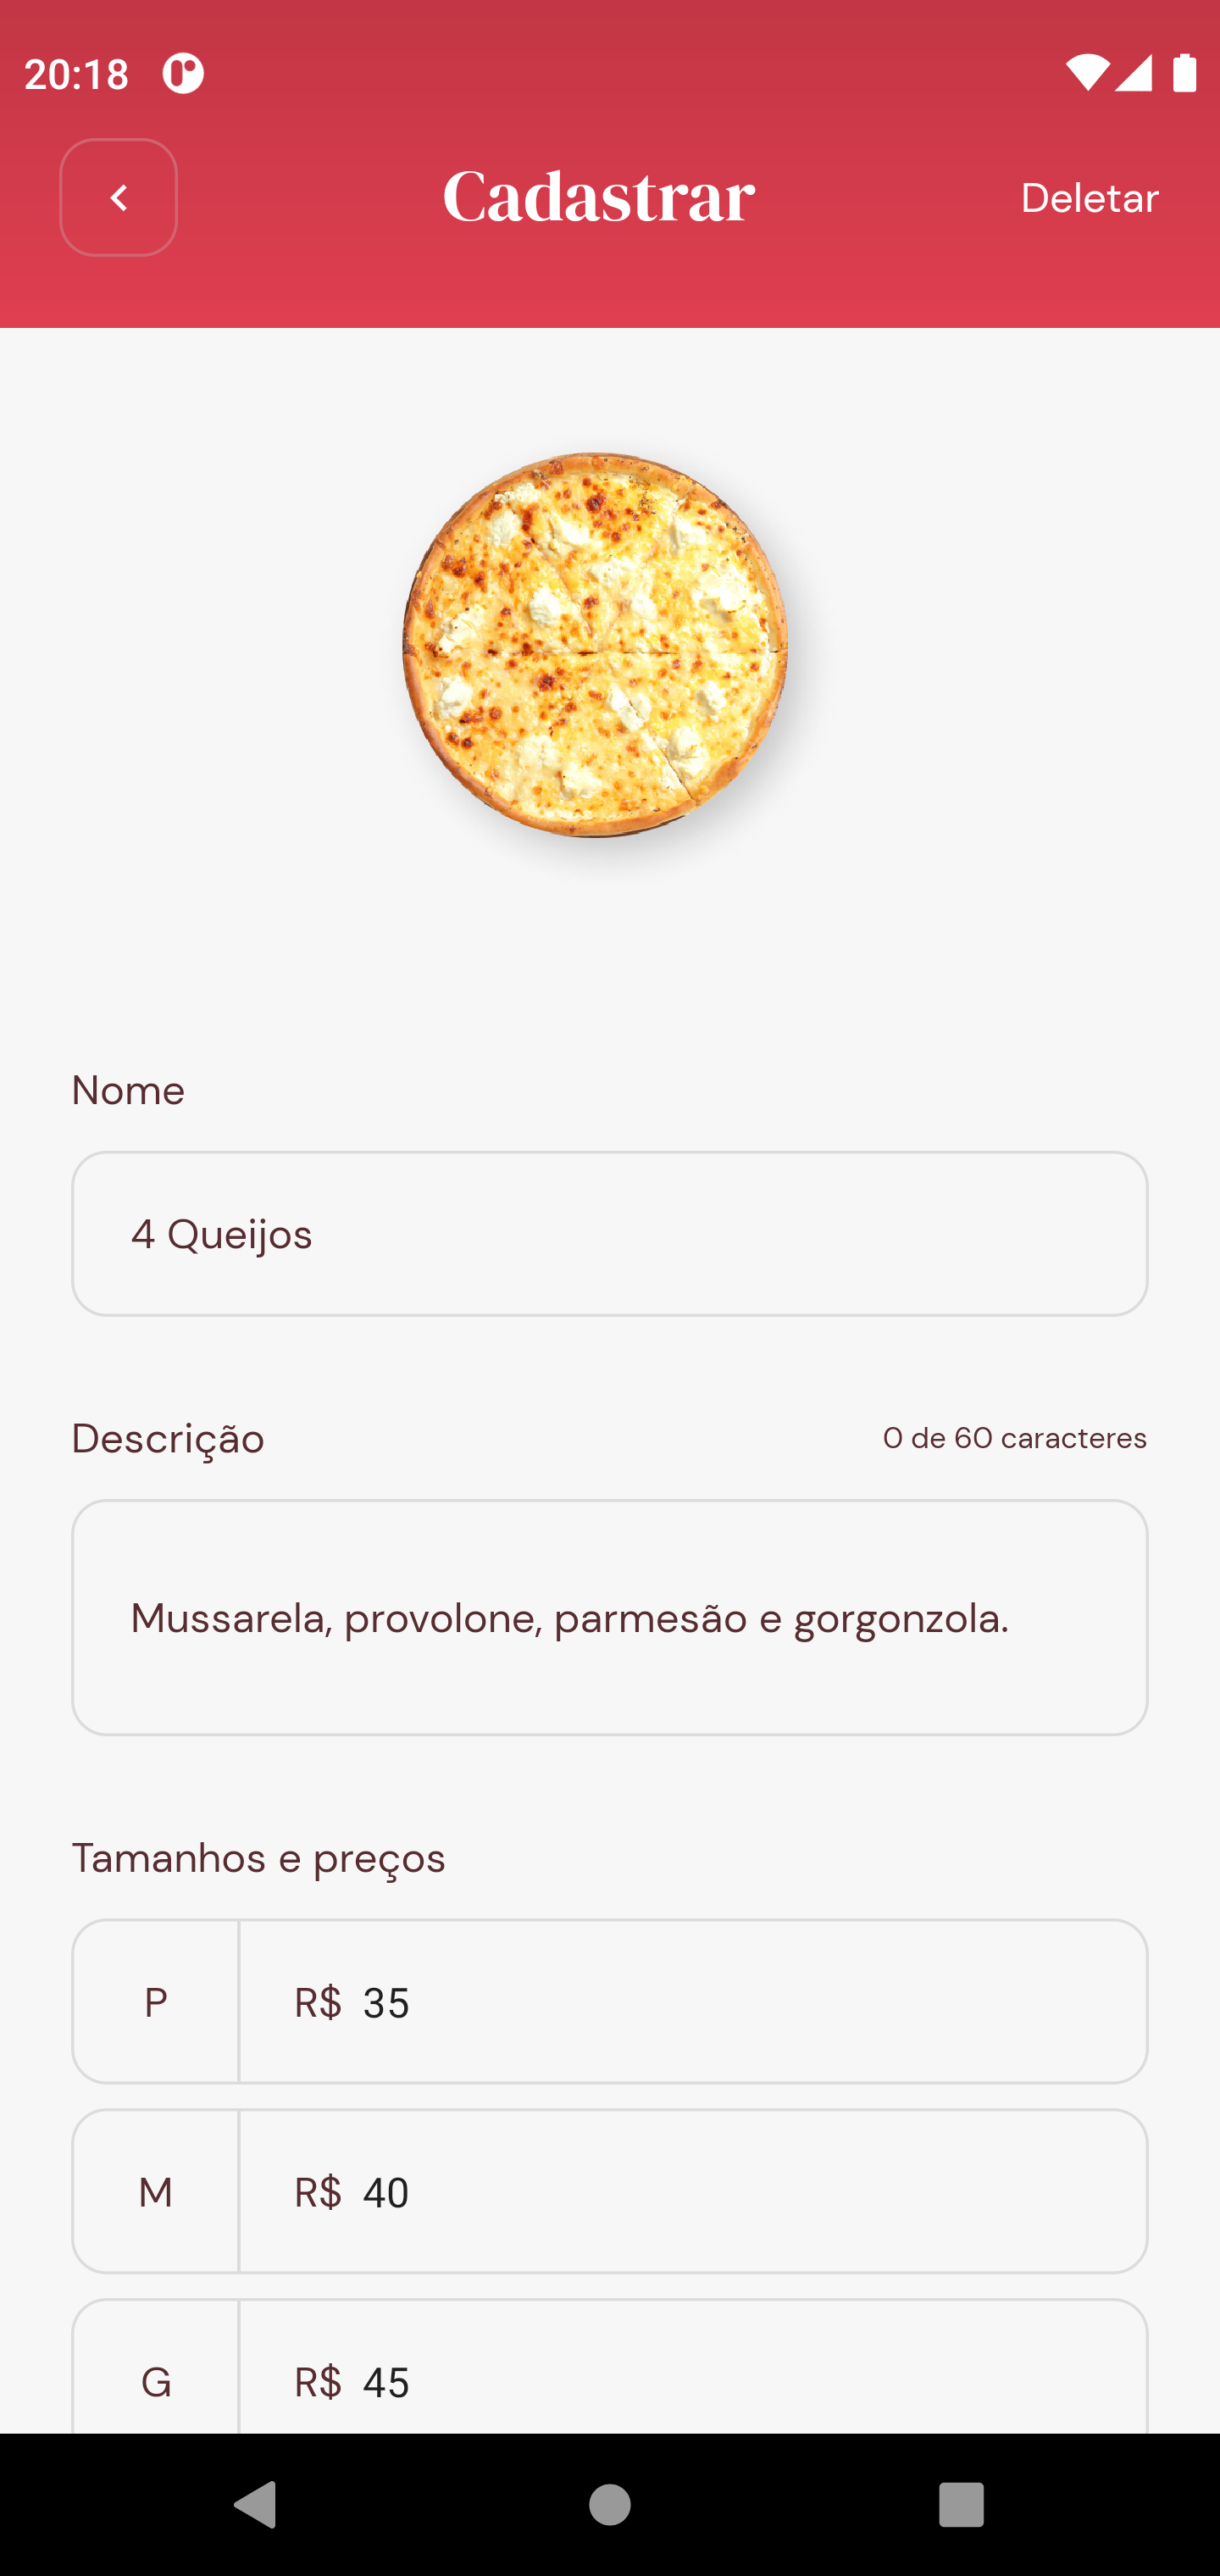 20:18
Cadastrar
Deletar
Nome
4 Queijos
Descrição
0 de 60 caracteres
Mussarela, provolone, parmesão e gorgonzola.
Tamanhos e preços
P R$ 35
M R$ 40
G R$ 45